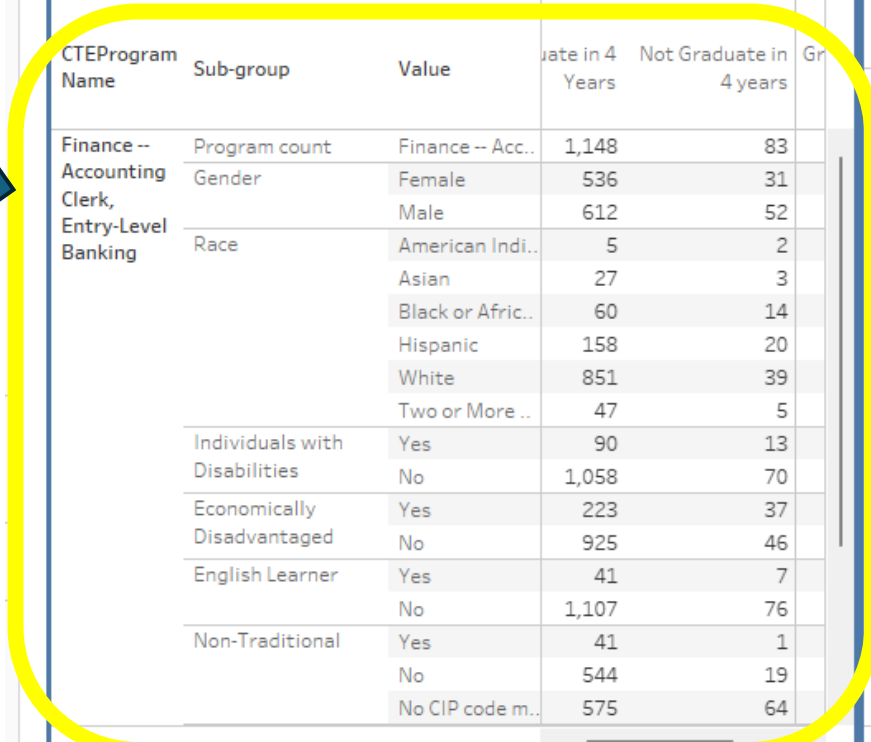 CTEProgram Name Sub-group Value uate in 4 Years Not Graduate in 4 years Gr
Finance -- Accounting Clerk, Entry-Level Banking
Program count Finance -- Acc.. 1,148 83
Gender Female 536 31
Male 612 52
Race American Indi.. 5 2
Asian 27 3
Black or Afric.. 60 14
Hispanic 158 20
White 851 39
Two or More .. 47 5
Individuals with Disabilities Yes 90 13
No 1,058 70
Economically Disadvantaged Yes 223 37
No 925 46
English Learner Yes 41 7
No 1,107 76
Non-Traditional Yes 41 1
No 544 19
No CIP code m.. 575 64